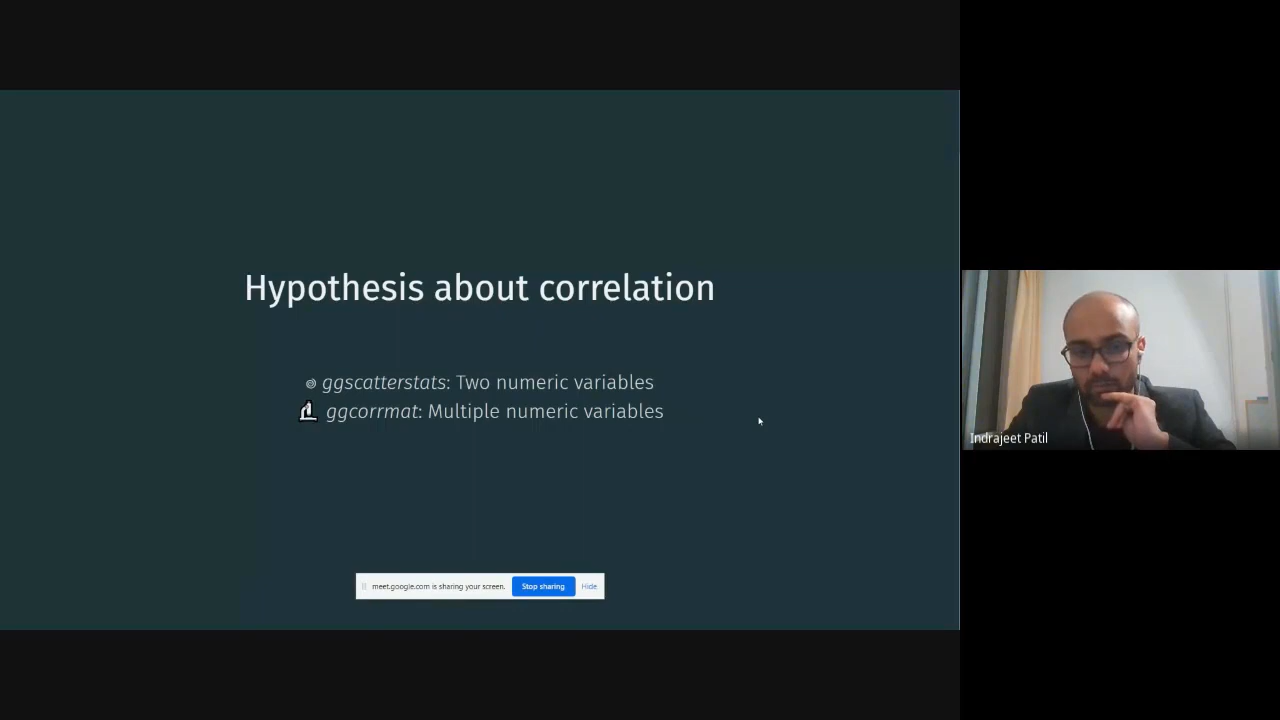 Hypothesis about correlation
ggscatterstats: Two numeric variables
ggcorrmat: Multiple numeric variables
meet.google.com is sharing your screen. Stop sharing Hide
Indrajeet Patil